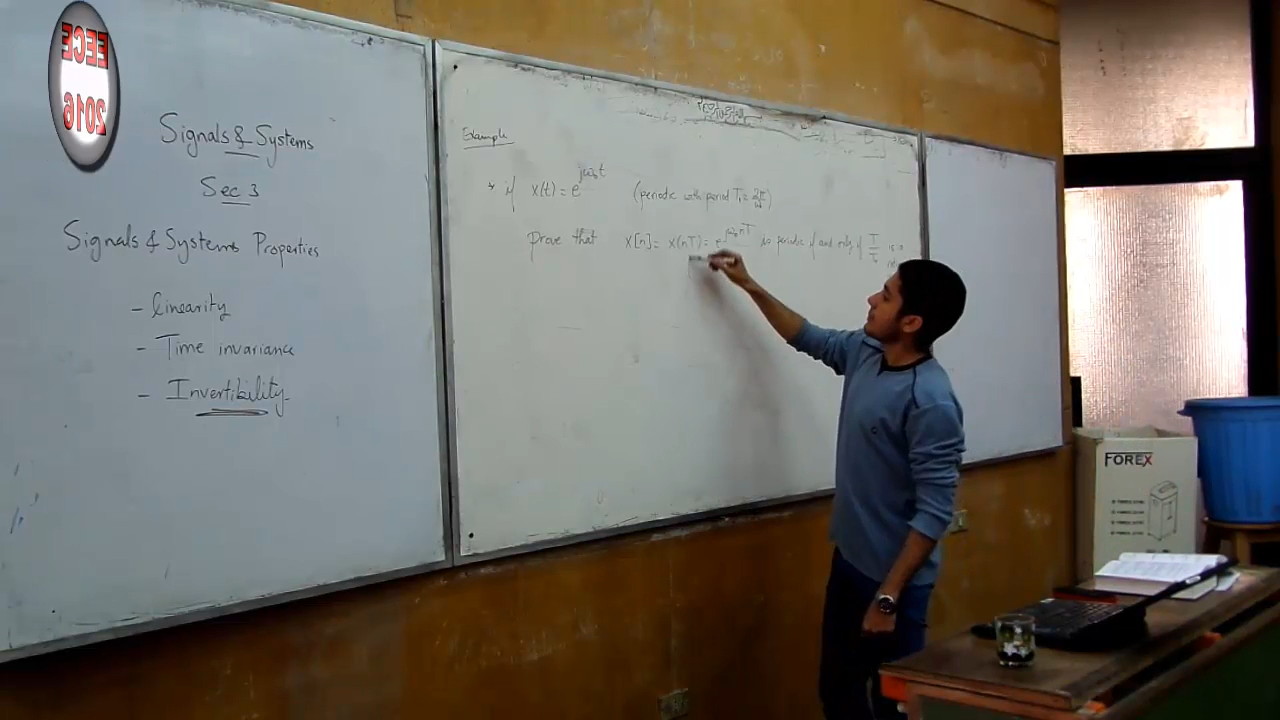 EECE
2016
Signals & Systems
Sec 3
Signals & Systems Properties
- linearity
- Time invariance
- Invertibility
Example
* if x(t) = e^{jω₀t} (periodic with period T₀ = 2π/ω₀)
Prove that x[n] = x(nT) = e^{jω₀nT} is periodic if and only if T/T₀ is a
FOREX